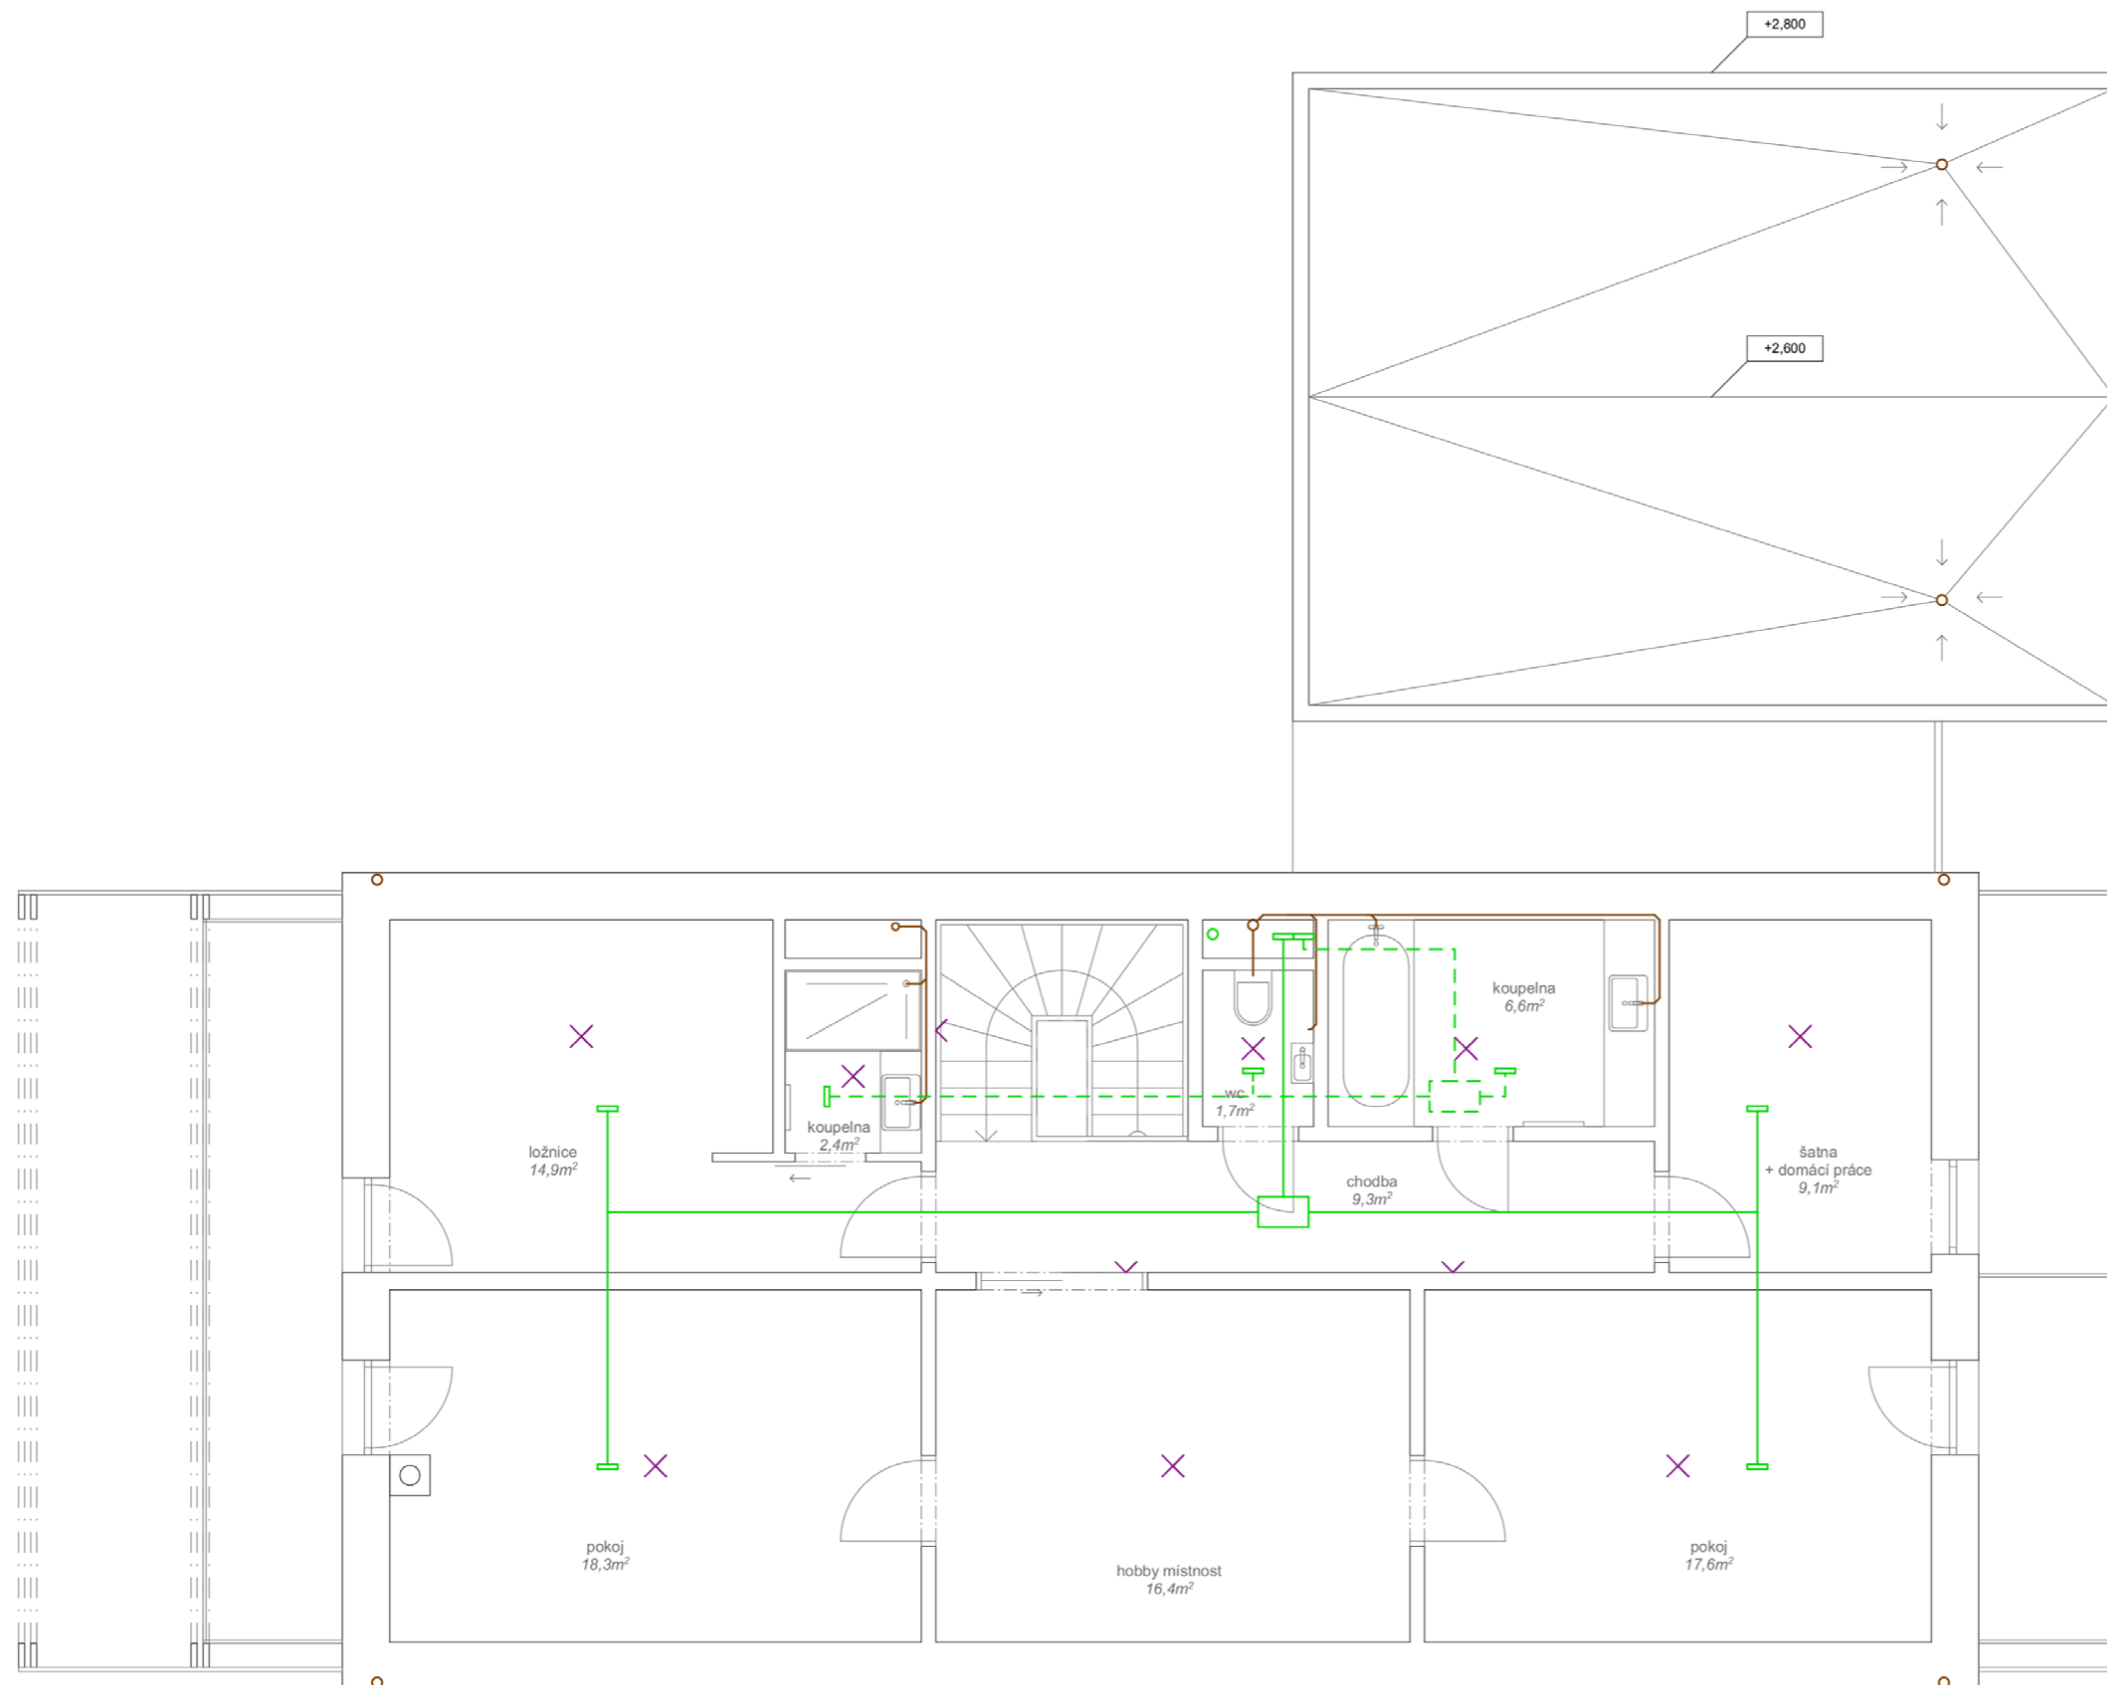 +2,800
+2,600
koupelna
6,6m²
wc
1,7m²
koupelna
2,4m²
ložnice
14,9m²
chodba
9,3m²
šatna
+ domácí práce
9,1m²
pokoj
18,3m²
hobby místnost
16,4m²
pokoj
17,6m²